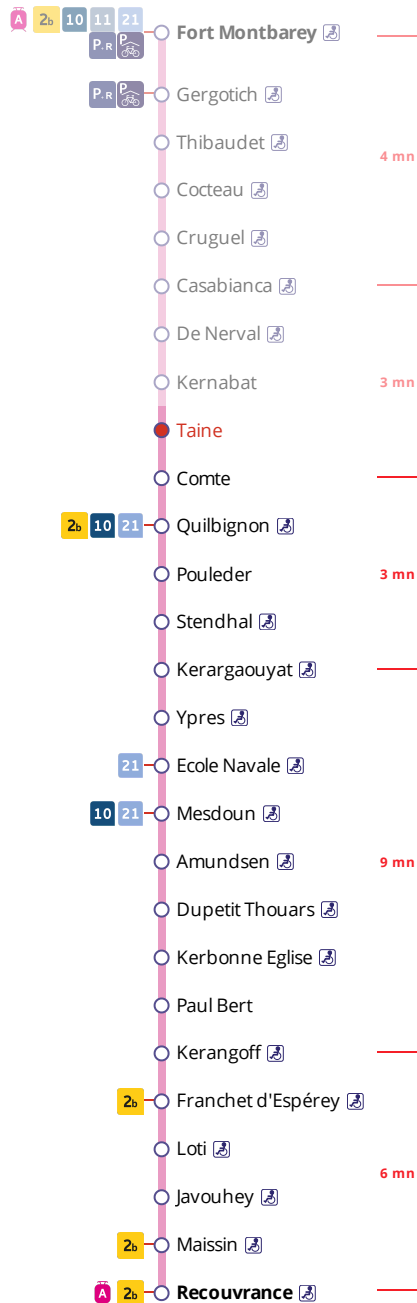 A 2b 10 11 21 Fort Montbarey
P+R P
P+R P Gergotich
Thibaudet
4 mn
Cocteau
Cruguel
Casabianca
De Nerval
Kernabat 3 mn
Taine
Comte
2b 10 21 Quilbignon
Pouleder 3 mn
Stendhal
Kerargaouyat
Ypres
21 Ecole Navale
10 21 Mesdoun
Amundsen 9 mn
Dupetit Thouars
Kerbonne Eglise
Paul Bert
Kerangoff
2b Franchet d'Espérey
Loti
6 mn
Javouhey
2b Maissin
A 2b Recouvrance